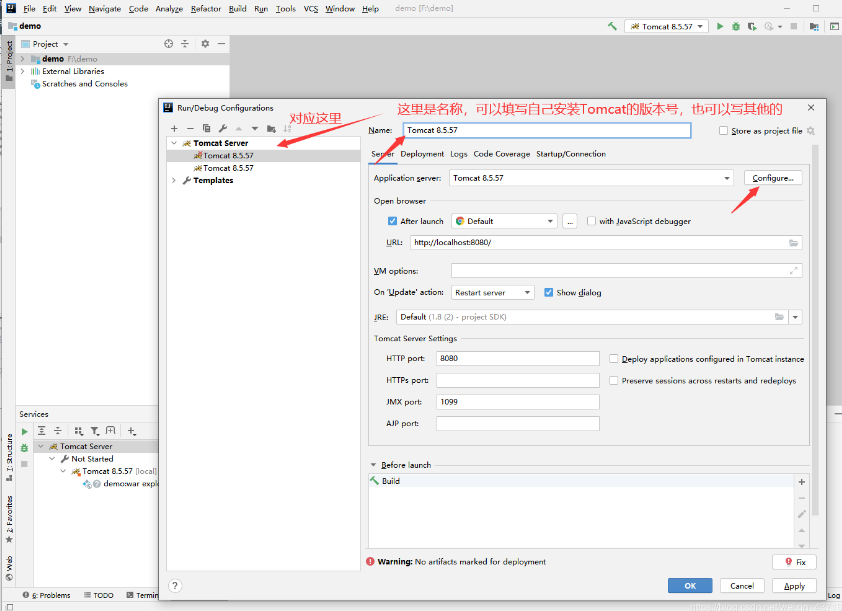 File Edit View Navigate Code Analyze Refactor Build Run Tools VCS Window Help demo [F:\demo]
demo
Tomcat 8.5.57
Project
1: Project
demo F:\demo
External Libraries
Scratches and Consoles
Run/Debug Configurations
对应这里
这里是名称，可以填写自己安装Tomcat的版本号，也可以写其他的
Name: Tomcat 8.5.57
Store as project file
Tomcat Server
Tomcat 8.5.57
Tomcat 8.5.57
Templates
Server Deployment Logs Code Coverage Startup/Connection
Application server: Tomcat 8.5.57 Configure...
Open browser
After launch Default ... with JavaScript debugger
URL: http://localhost:8080/
VM options:
On 'Update' action: Restart server Show dialog
JRE: Default (1.8 (2) - project SDK)
Tomcat Server Settings
HTTP port: 8080 Deploy applications configured in Tomcat instance
HTTPs port: Preserve sessions across restarts and redeploys
JMX port: 1099
AJP port:
Before launch
Build
Warning: No artifacts marked for deployment
Fix
? OK Cancel Apply
Services
Tomcat Server
Not Started
Tomcat 8.5.57 [local]
demo:war explo
Z: Structure
2: Favorites
Web
6: Problems TODO Termin
Log